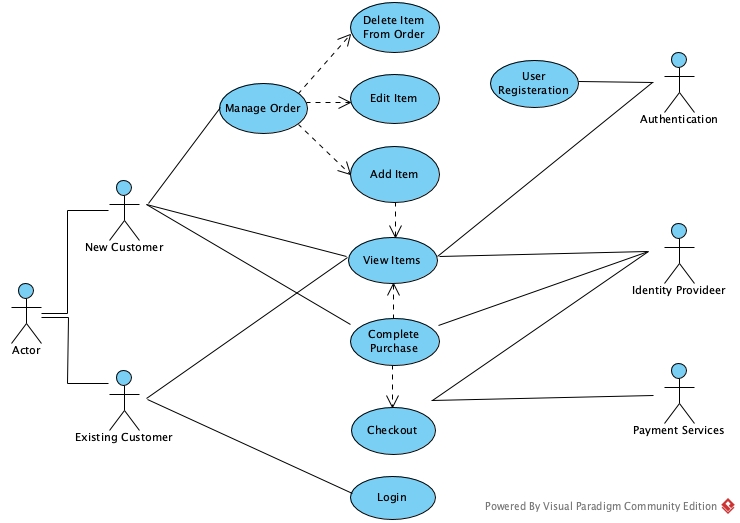 Delete Item
From Order
User
Registeration
Edit Item
Manage Order
Authentication
Add Item
New Customer
View Items
Identity Provideer
Actor
Complete
Purchase
Existing Customer
Checkout
Payment Services
Login
Powered By Visual Paradigm Community Edition